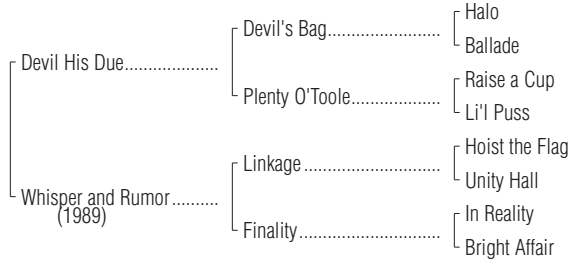 Halo
Devil's Bag....................
Ballade
Devil His Due..................
Raise a Cup
Plenty O'Toole.................
Li'l Puss
Hoist the Flag
Linkage...........................
Unity Hall
Whisper and Rumor.........
(1989)
In Reality
Finality............................
Bright Affair